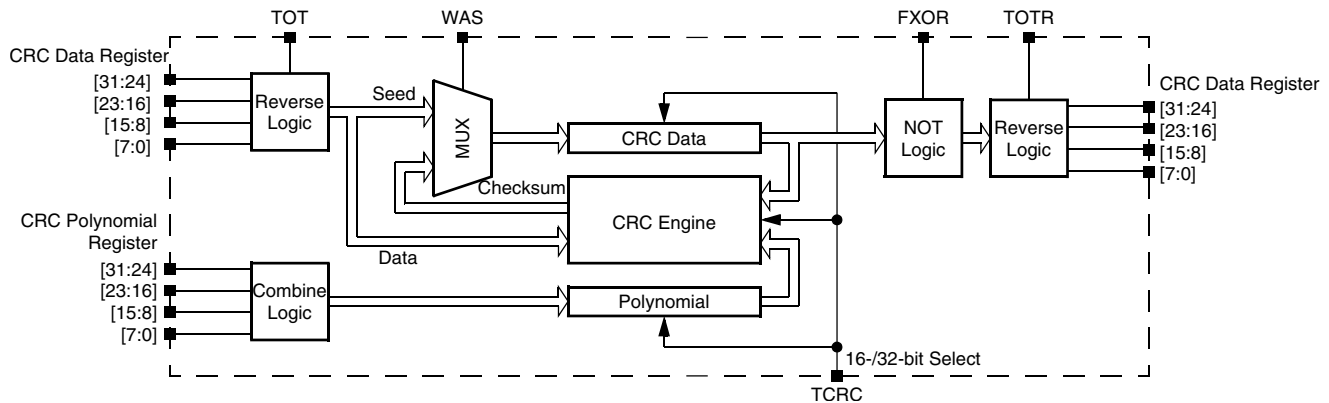 TOT
WAS
FXOR
TOTR
CRC Data Register
[31:24]
[23:16]
[15:8]
[7:0]
Reverse
Logic
Seed
MUX
CRC Data
NOT
Logic
Reverse
Logic
CRC Data Register
[31:24]
[23:16]
[15:8]
[7:0]
Checksum
CRC Engine
Data
CRC Polynomial
Register
[31:24]
[23:16]
[15:8]
[7:0]
Combine
Logic
Polynomial
16-/32-bit Select
TCRC